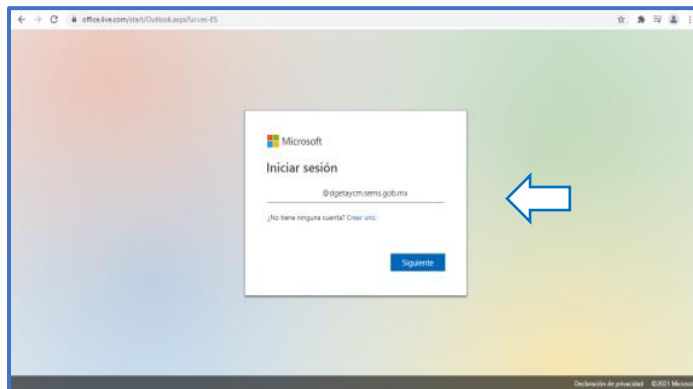 office.live.com/start/Outlook.aspx?ui=es-ES
Microsoft
Iniciar sesión
@dgetaycm.sems.gob.mx
¿No tiene ninguna cuenta? Crear uno.
Siguiente
Declaración de privacidad ©2021 Microsoft